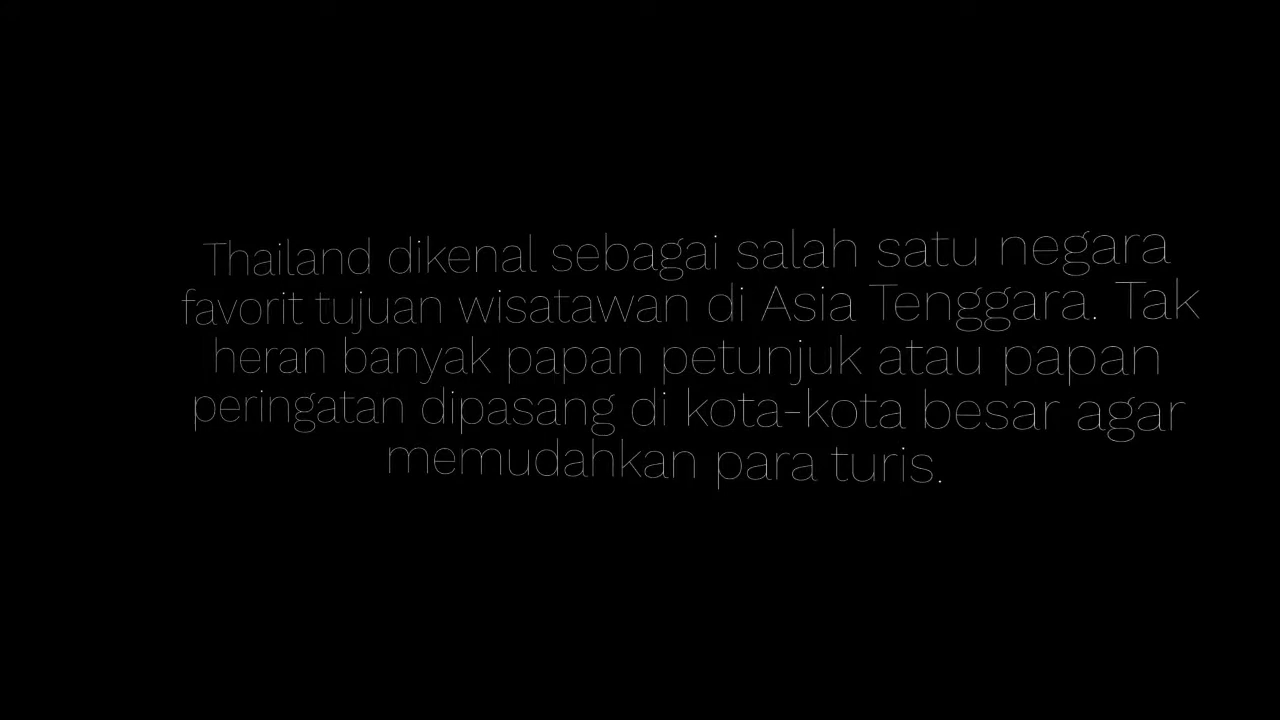 Thailand dikenal sebagai salah satu negara
favorit tujuan wisatawan di Asia Tenggara. Tak
heran banyak papan petunjuk atau papan
peringatan dipasang di kota-kota besar agar
memudahkan para turis.